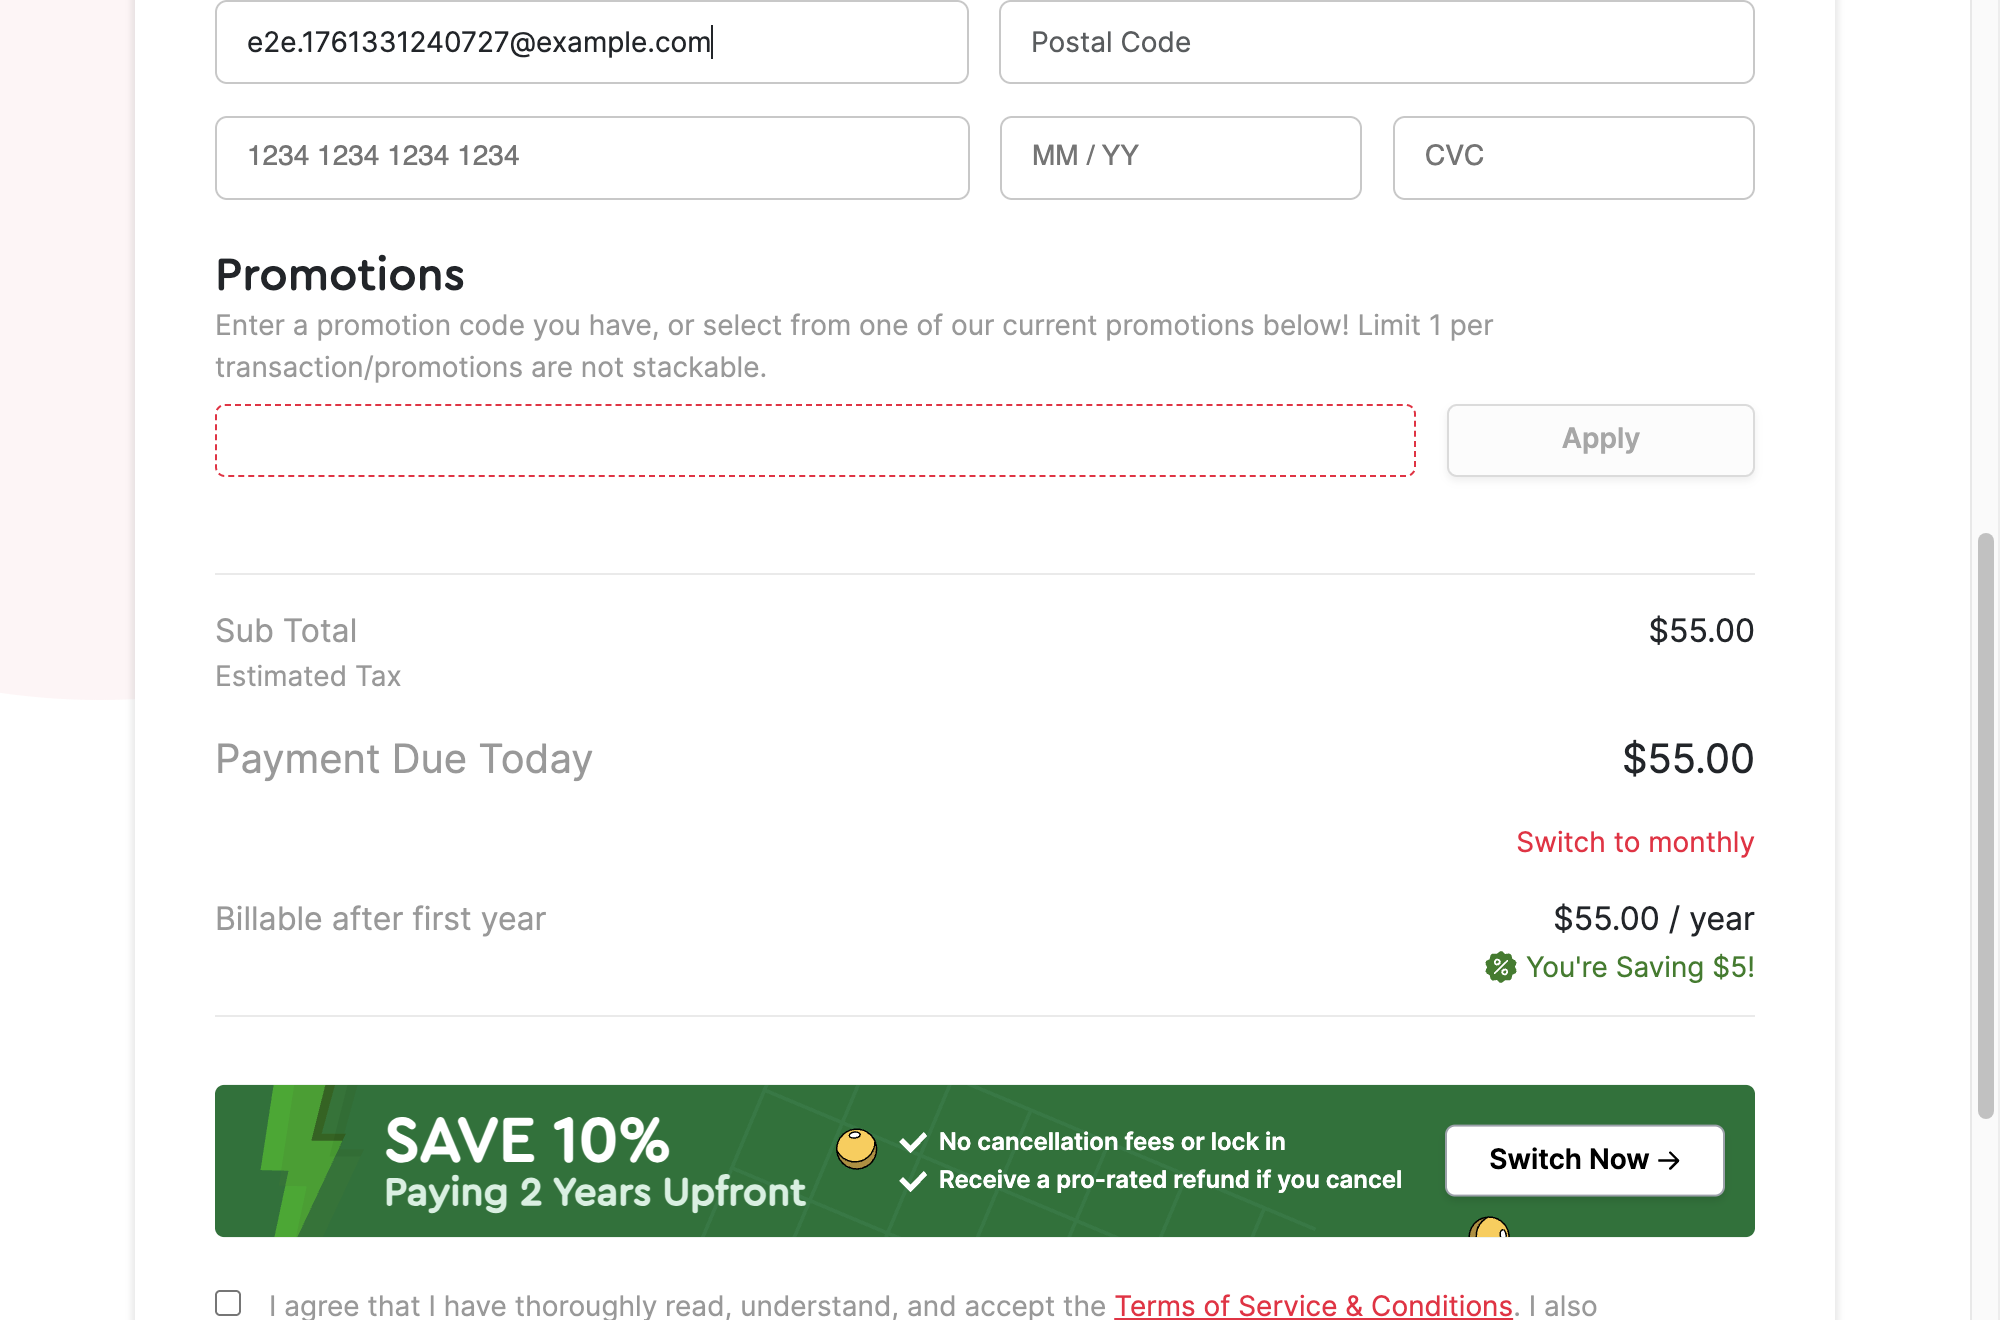 e2e.1761331240727@example.com
Postal Code
1234 1234 1234 1234
MM / YY
CVC
Promotions
Enter a promotion code you have, or select from one of our current promotions below! Limit 1 per
transaction/promotions are not stackable.
Apply
Sub Total
$55.00
Estimated Tax
Payment Due Today
$55.00
Switch to monthly
Billable after first year
$55.00 / year
You're Saving $5!
SAVE 10%
Paying 2 Years Upfront
No cancellation fees or lock in
Receive a pro-rated refund if you cancel
Switch Now →
I agree that I have thoroughly read, understand, and accept the Terms of Service & Conditions. I also